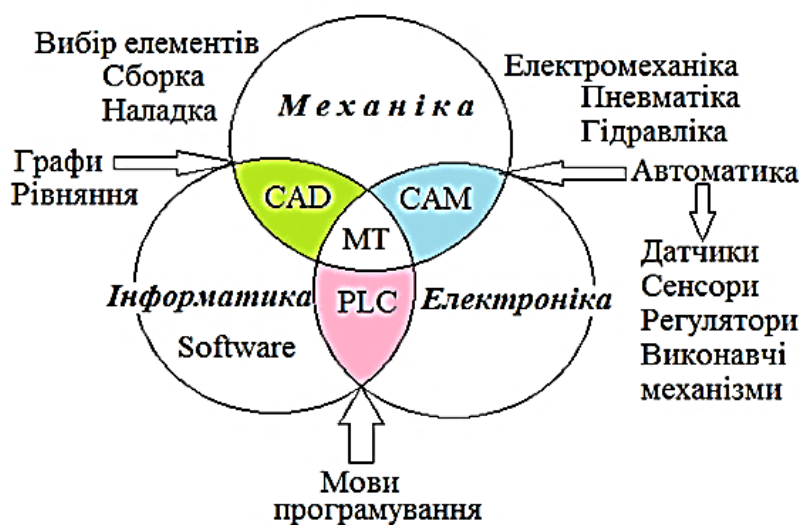 Вибір елементів
Сборка
Наладка
Механіка
Електромеханіка
Пневматіка
Гідравліка
Графи
Рівняння
CAD
CAM
Автоматика
МТ
Датчики
Сенсори
Регулятори
Виконавчі
механізми
Інформатика
PLC
Електроніка
Software
Мови
програмування